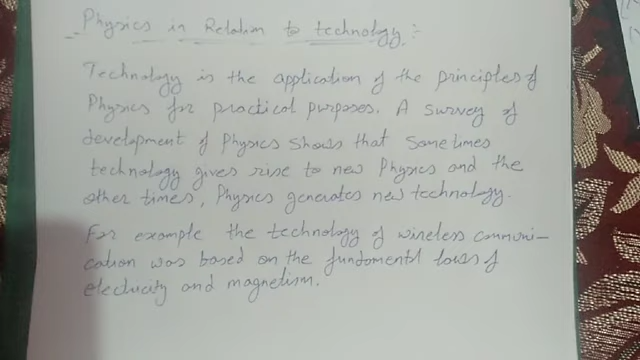 Physics in Relation to technology :-
Technology is the application of the principles of
Physics for practical purposes. A survey of
development of Physics shows that sometimes
technology gives rise to new Physics and the
other times, Physics generates new technology.
For example the technology of wireless communi-
cation was based on the fundamental laws of
electricity and magnetism.